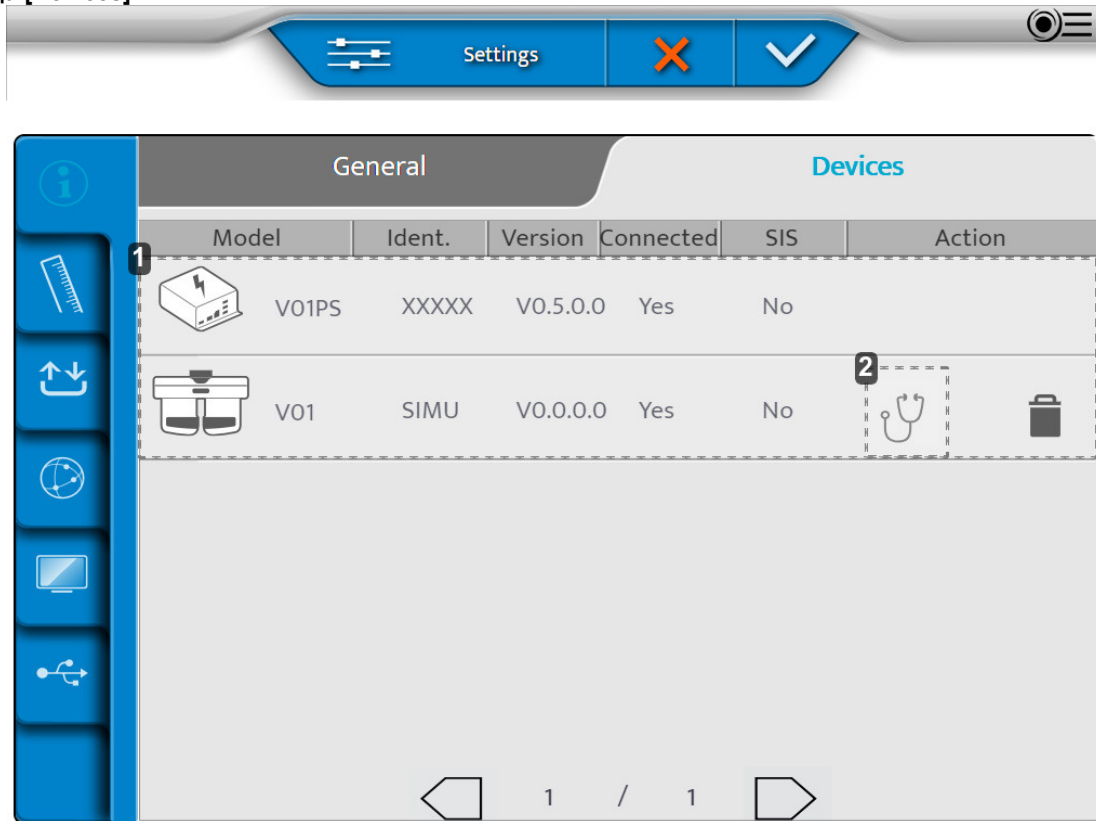 Settings
General Devices
Model Ident. Version Connected SIS Action
1
V01PS XXXXX V0.5.0.0 Yes No
2
V01 SIMU V0.0.0.0 Yes No
1 / 1